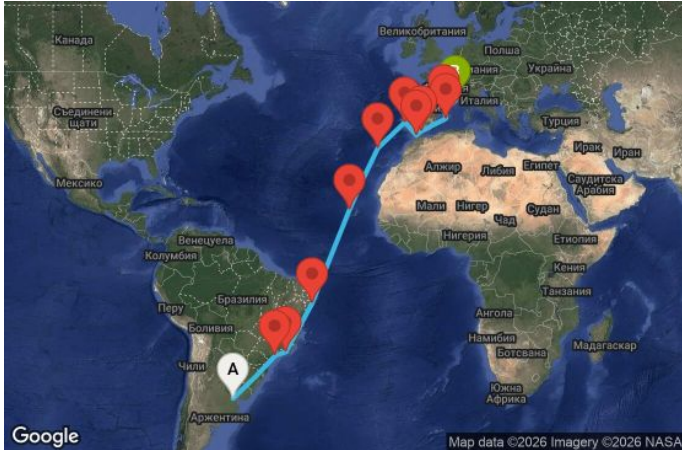 Великобритания
Канада
Полша
Украйна
Италия
Турция
Съединени
щати
Ирак
Иран
Алжир
Либия
Египет
Саудитска
Арабия
Мексико
Мали
Нигер
Чад
Судан
Нигерия
Венецуела
Етиопия
Колумбия
Кения
Бразилия
Танзания
Перу
Ангола
Боливия
Намибия
Мадагаскар
Ботсвана
Чили
A
Южна
Африка
Аржентина
Google
Map data ©2026 Imagery ©2026 NASA